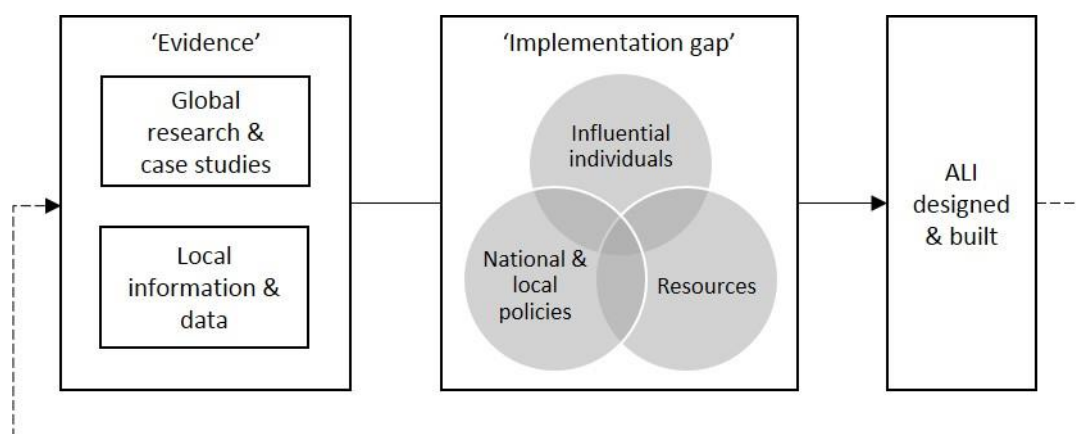 ‘Evidence’
Global
research &
case studies
Local
information &
data
‘Implementation gap’
Influential
individuals
National &
local
policies
Resources
ALI
designed
& built